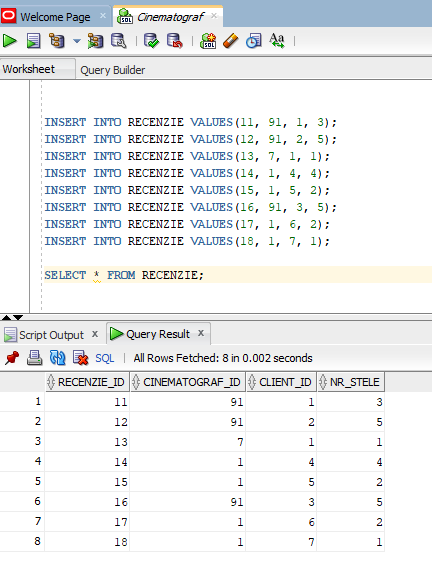 Welcome Page × Cinematograf ×
SQL Aa
Worksheet Query Builder
INSERT INTO RECENZIE VALUES(11, 91, 1, 3);
INSERT INTO RECENZIE VALUES(12, 91, 2, 5);
INSERT INTO RECENZIE VALUES(13, 7, 1, 1);
INSERT INTO RECENZIE VALUES(14, 1, 4, 4);
INSERT INTO RECENZIE VALUES(15, 1, 5, 2);
INSERT INTO RECENZIE VALUES(16, 91, 3, 5);
INSERT INTO RECENZIE VALUES(17, 1, 6, 2);
INSERT INTO RECENZIE VALUES(18, 1, 7, 1);
SELECT * FROM RECENZIE;
Script Output x Query Result x
SQL | All Rows Fetched: 8 in 0.002 seconds
RECENZIE_ID CINEMATOGRAF_ID CLIENT_ID NR_STELE
1 11 91 1 3
2 12 91 2 5
3 13 7 1 1
4 14 1 4 4
5 15 1 5 2
6 16 91 3 5
7 17 1 6 2
8 18 1 7 1